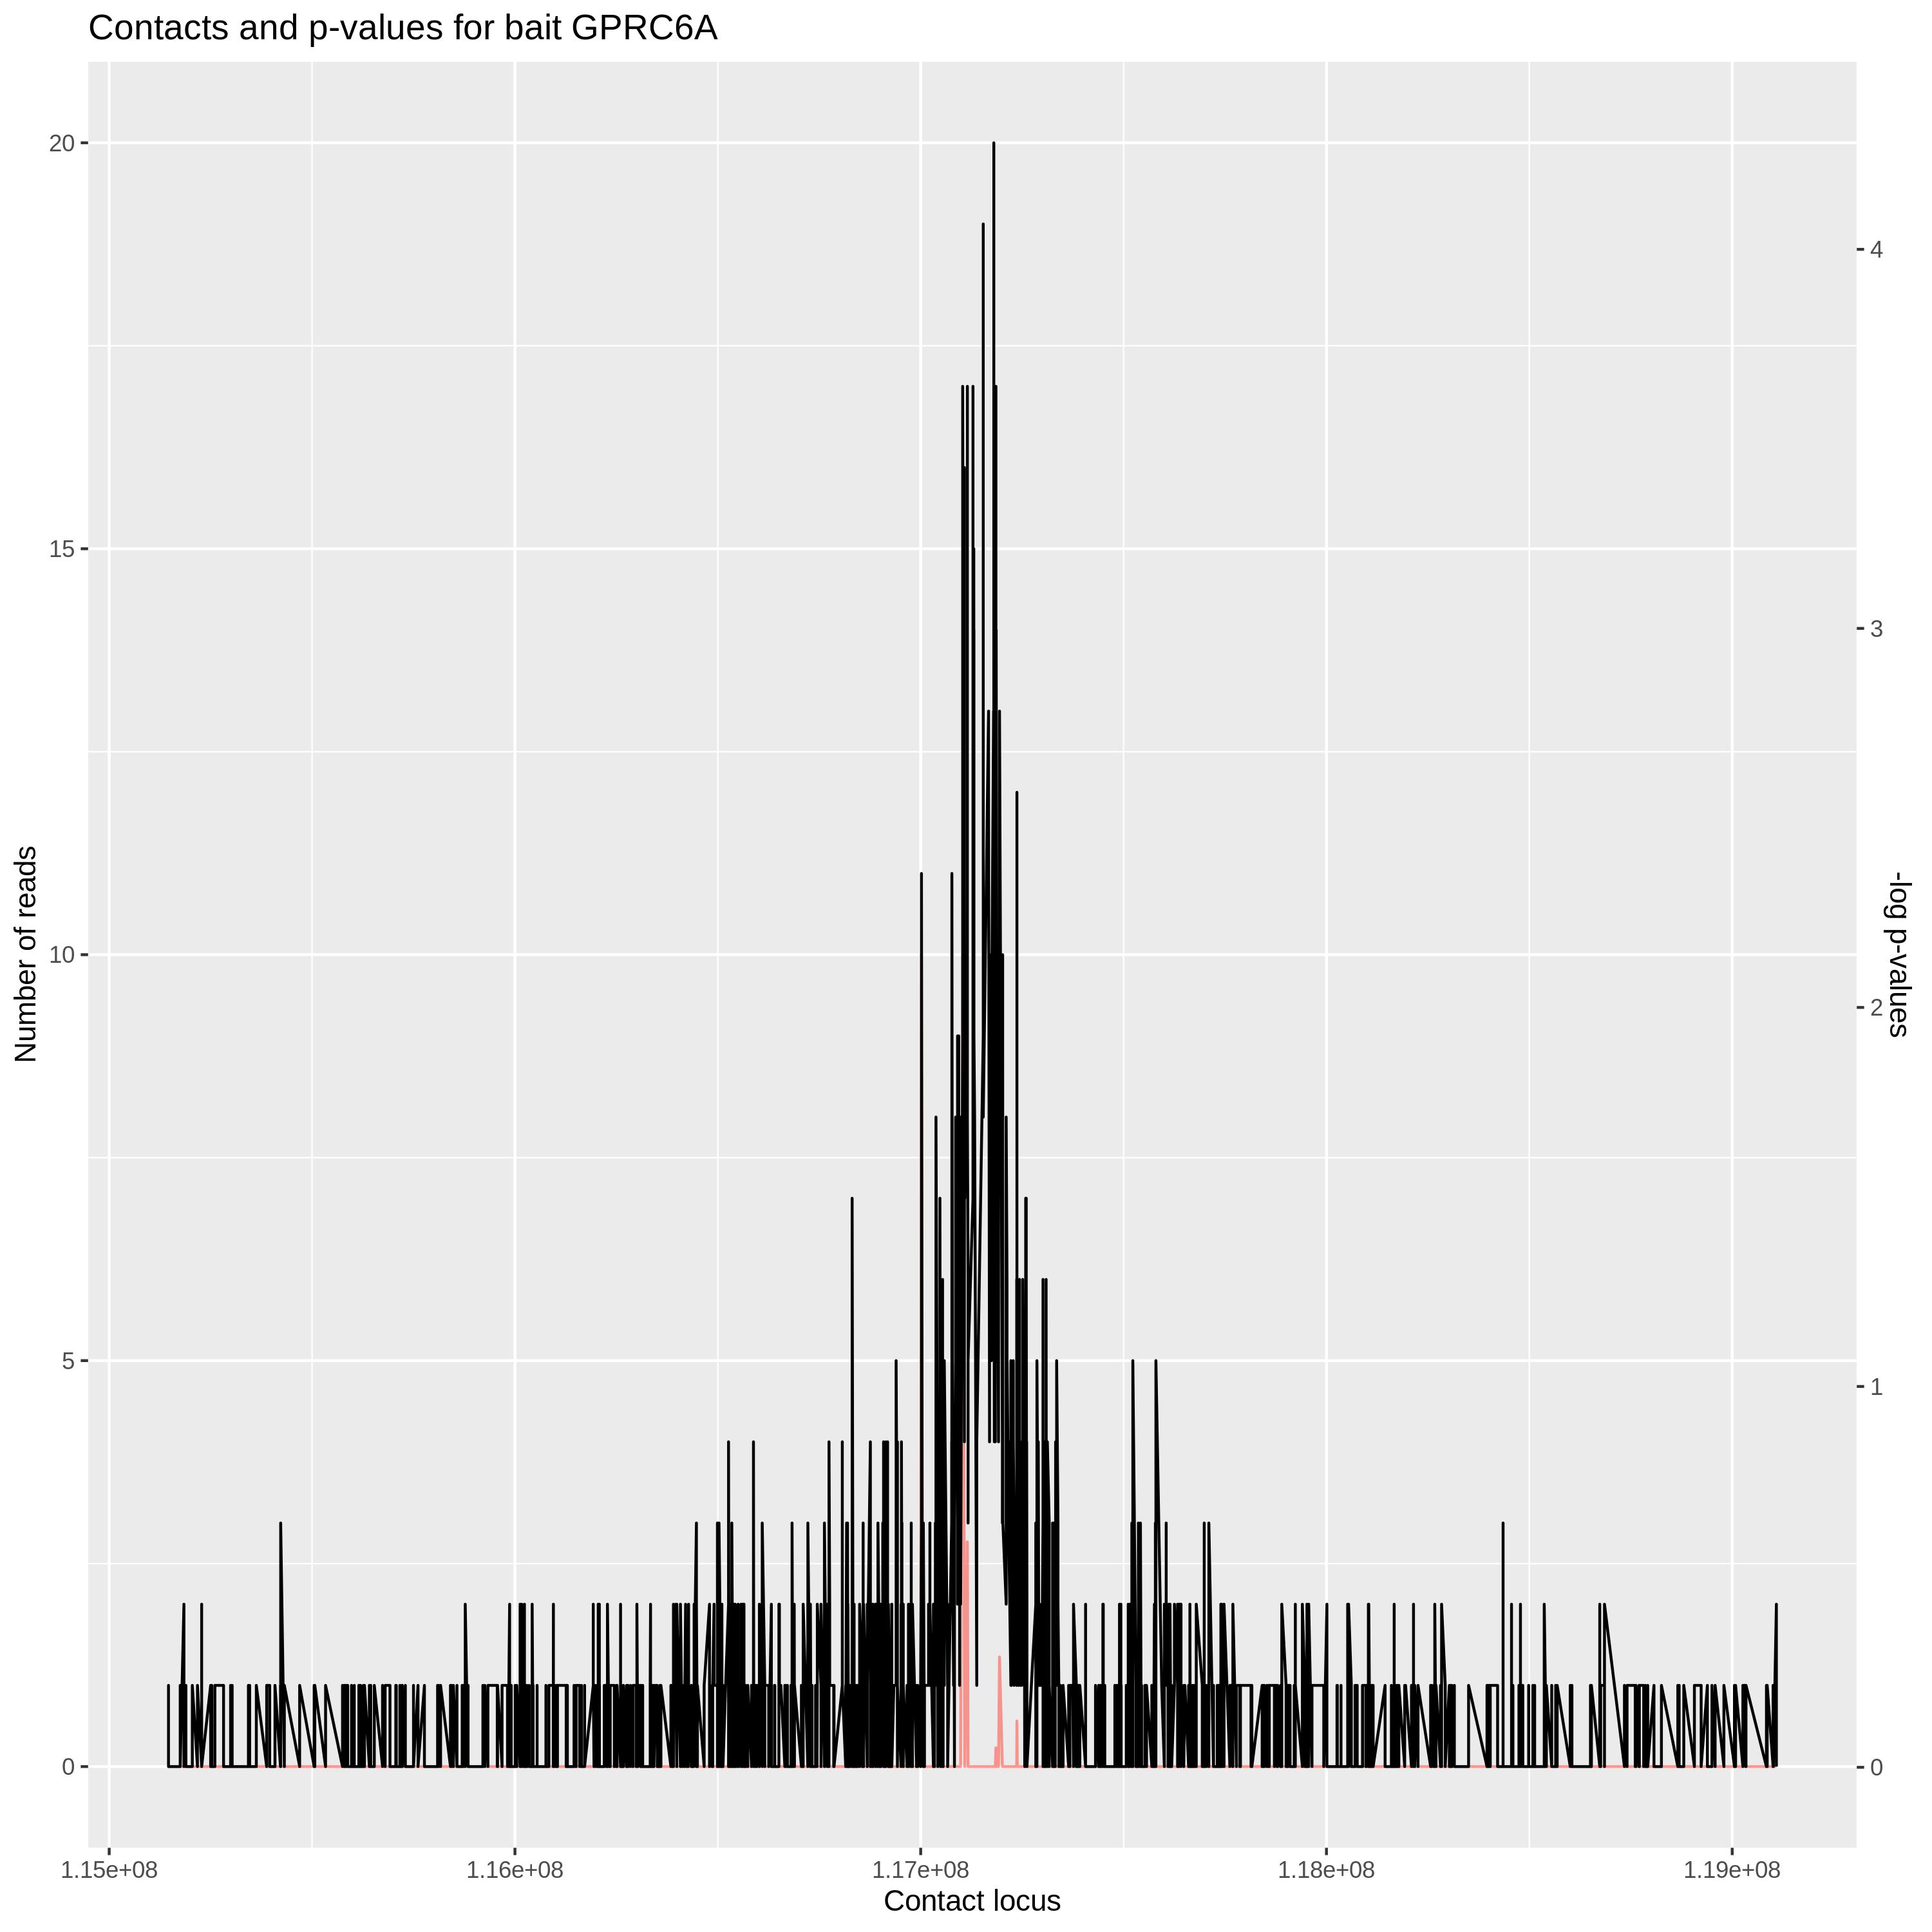 Contacts and p-values for bait GPRC6A
20
15
10
5
0
Number of reads
4
3
2
1
0
-log p-values
1.15e+08
1.16e+08
1.17e+08
1.18e+08
1.19e+08
Contact locus